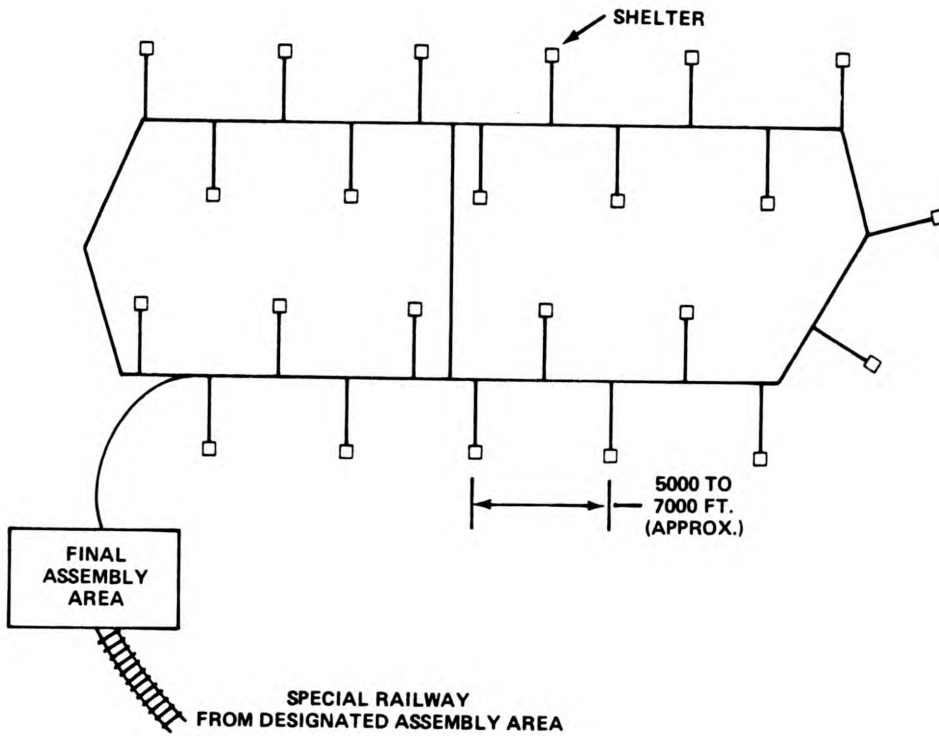 SHELTER
5000 TO
7000 FT.
(APPROX.)
FINAL
ASSEMBLY
AREA
SPECIAL RAILWAY
FROM DESIGNATED ASSEMBLY AREA